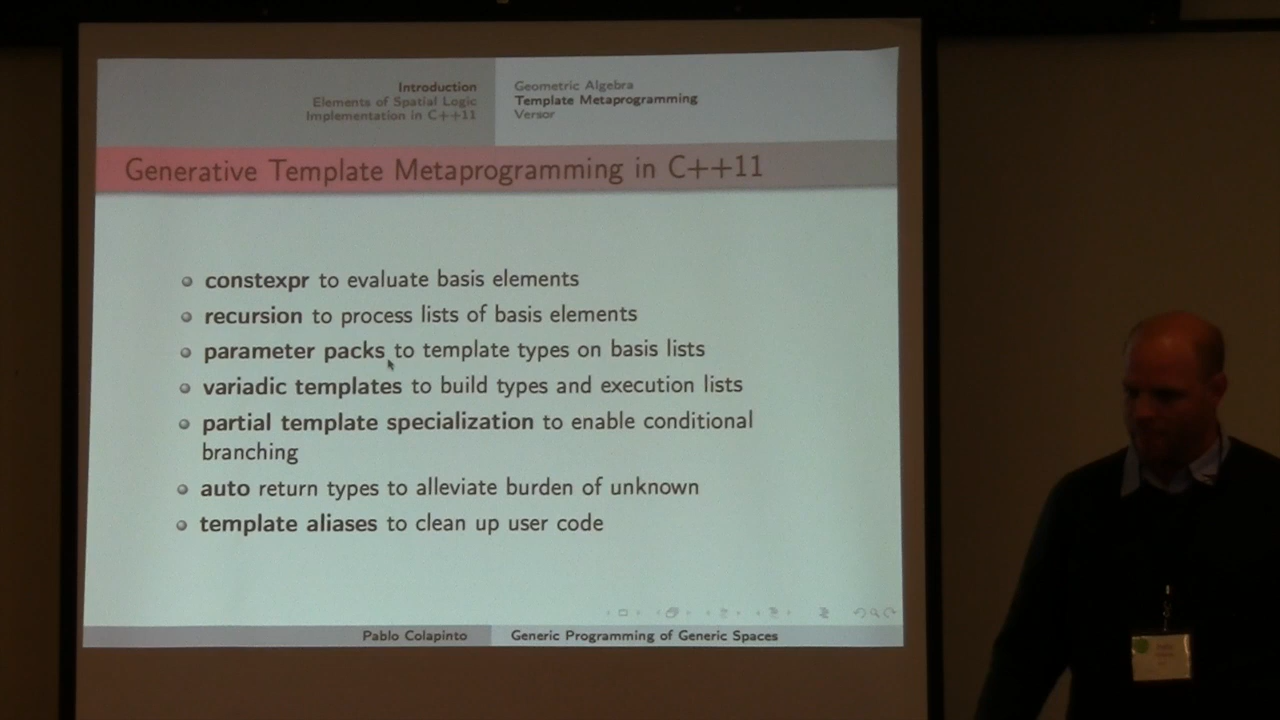 Introduction
Elements of Spatial Logic
Implementation in C++11
Geometric Algebra
Template Metaprogramming
Versor
Generative Template Metaprogramming in C++11
constexpr to evaluate basis elements
recursion to process lists of basis elements
parameter packs to template types on basis lists
variadic templates to build types and execution lists
partial template specialization to enable conditional
branching
auto return types to alleviate burden of unknown
template aliases to clean up user code
Pablo Colapinto
Generic Programming of Generic Spaces